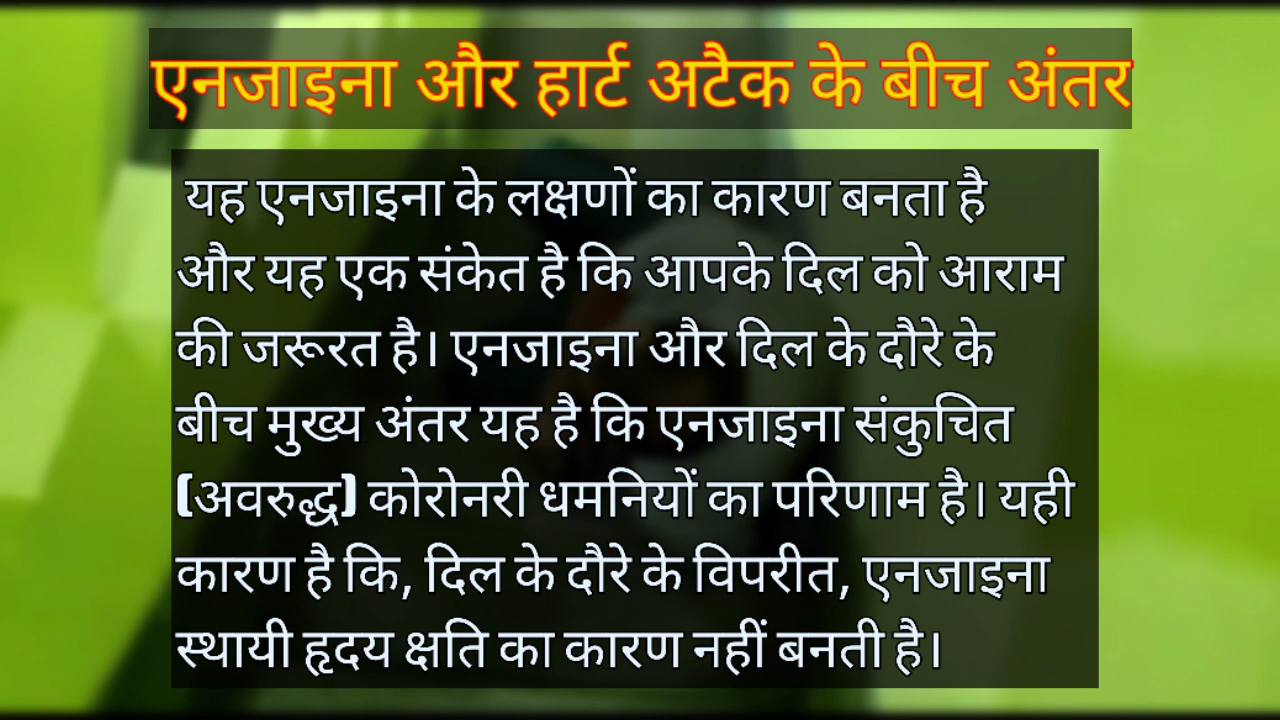 एनजाइना और हार्ट अटैक के बीच अंतर
यह एनजाइना के लक्षणों का कारण बनता है
और यह एक संकेत है कि आपके दिल को आराम
की जरूरत है। एनजाइना और दिल के दौरे के
बीच मुख्य अंतर यह है कि एनजाइना संकुचित
(अवरुद्ध) कोरोनरी धमनियों का परिणाम है। यही
कारण है कि, दिल के दौरे के विपरीत, एनजाइना
स्थायी हृदय क्षति का कारण नहीं बनती है।